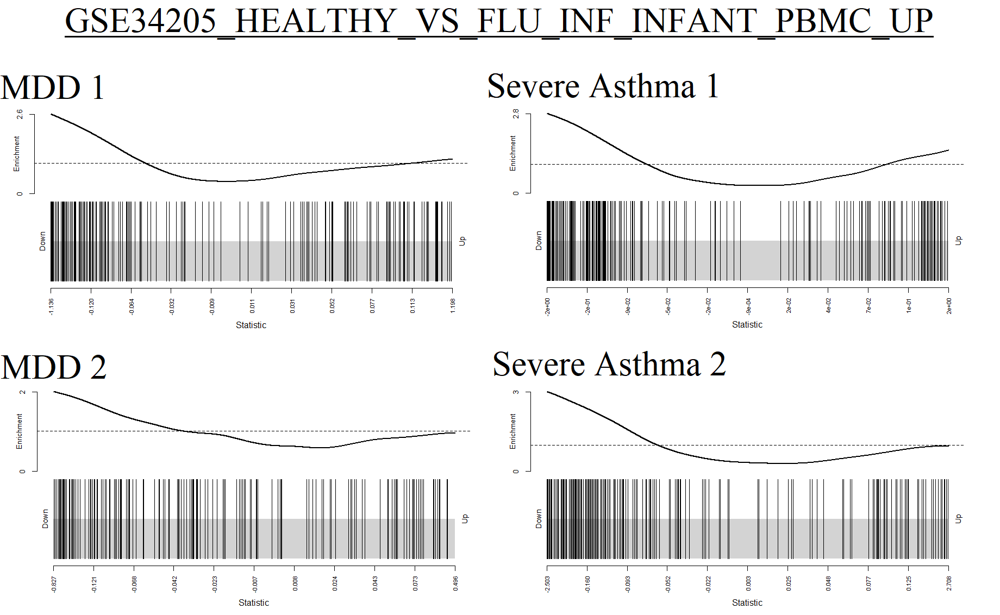 GSE34205_HEALTHY_VS_FLU_INF_INFANT_PBMC_UP
MDD 1
2.6
Enrichment
0
Down
Up
-1.136 -0.120 -0.064 -0.032 -0.009 0.011 0.031 0.052 0.077 0.113 1.198
Statistic
Severe Asthma 1
2.8
Enrichment
0
Down
Up
-2e+00 -2e-01 -9e-02 -5e-02 -2e-02 -9e-04 2e-02 4e-02 7e-02 1e-01 2e+00
Statistic
MDD 2
2
Enrichment
0
Down
Up
-0.827 -0.121 -0.068 -0.042 -0.023 -0.007 0.008 0.024 0.043 0.073 0.496
Statistic
Severe Asthma 2
3
Enrichment
0
Down
Up
-2.503 -0.160 -0.093 -0.052 -0.022 0.003 0.025 0.048 0.077 0.125 2.708
Statistic